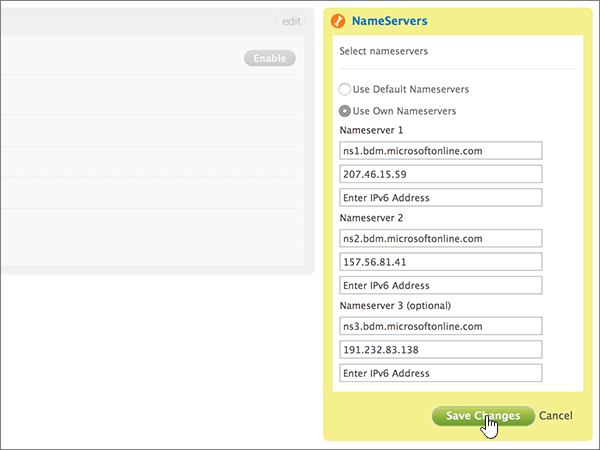 edit
Enable
NameServers
Select nameservers
Use Default Nameservers
Use Own Nameservers
Nameserver 1
ns1.bdm.microsoftonline.com
207.46.15.59
Enter IPv6 Address
Nameserver 2
ns2.bdm.microsoftonline.com
157.56.81.41
Enter IPv6 Address
Nameserver 3 (optional)
ns3.bdm.microsoftonline.com
191.232.83.138
Enter IPv6 Address
Save Changes Cancel